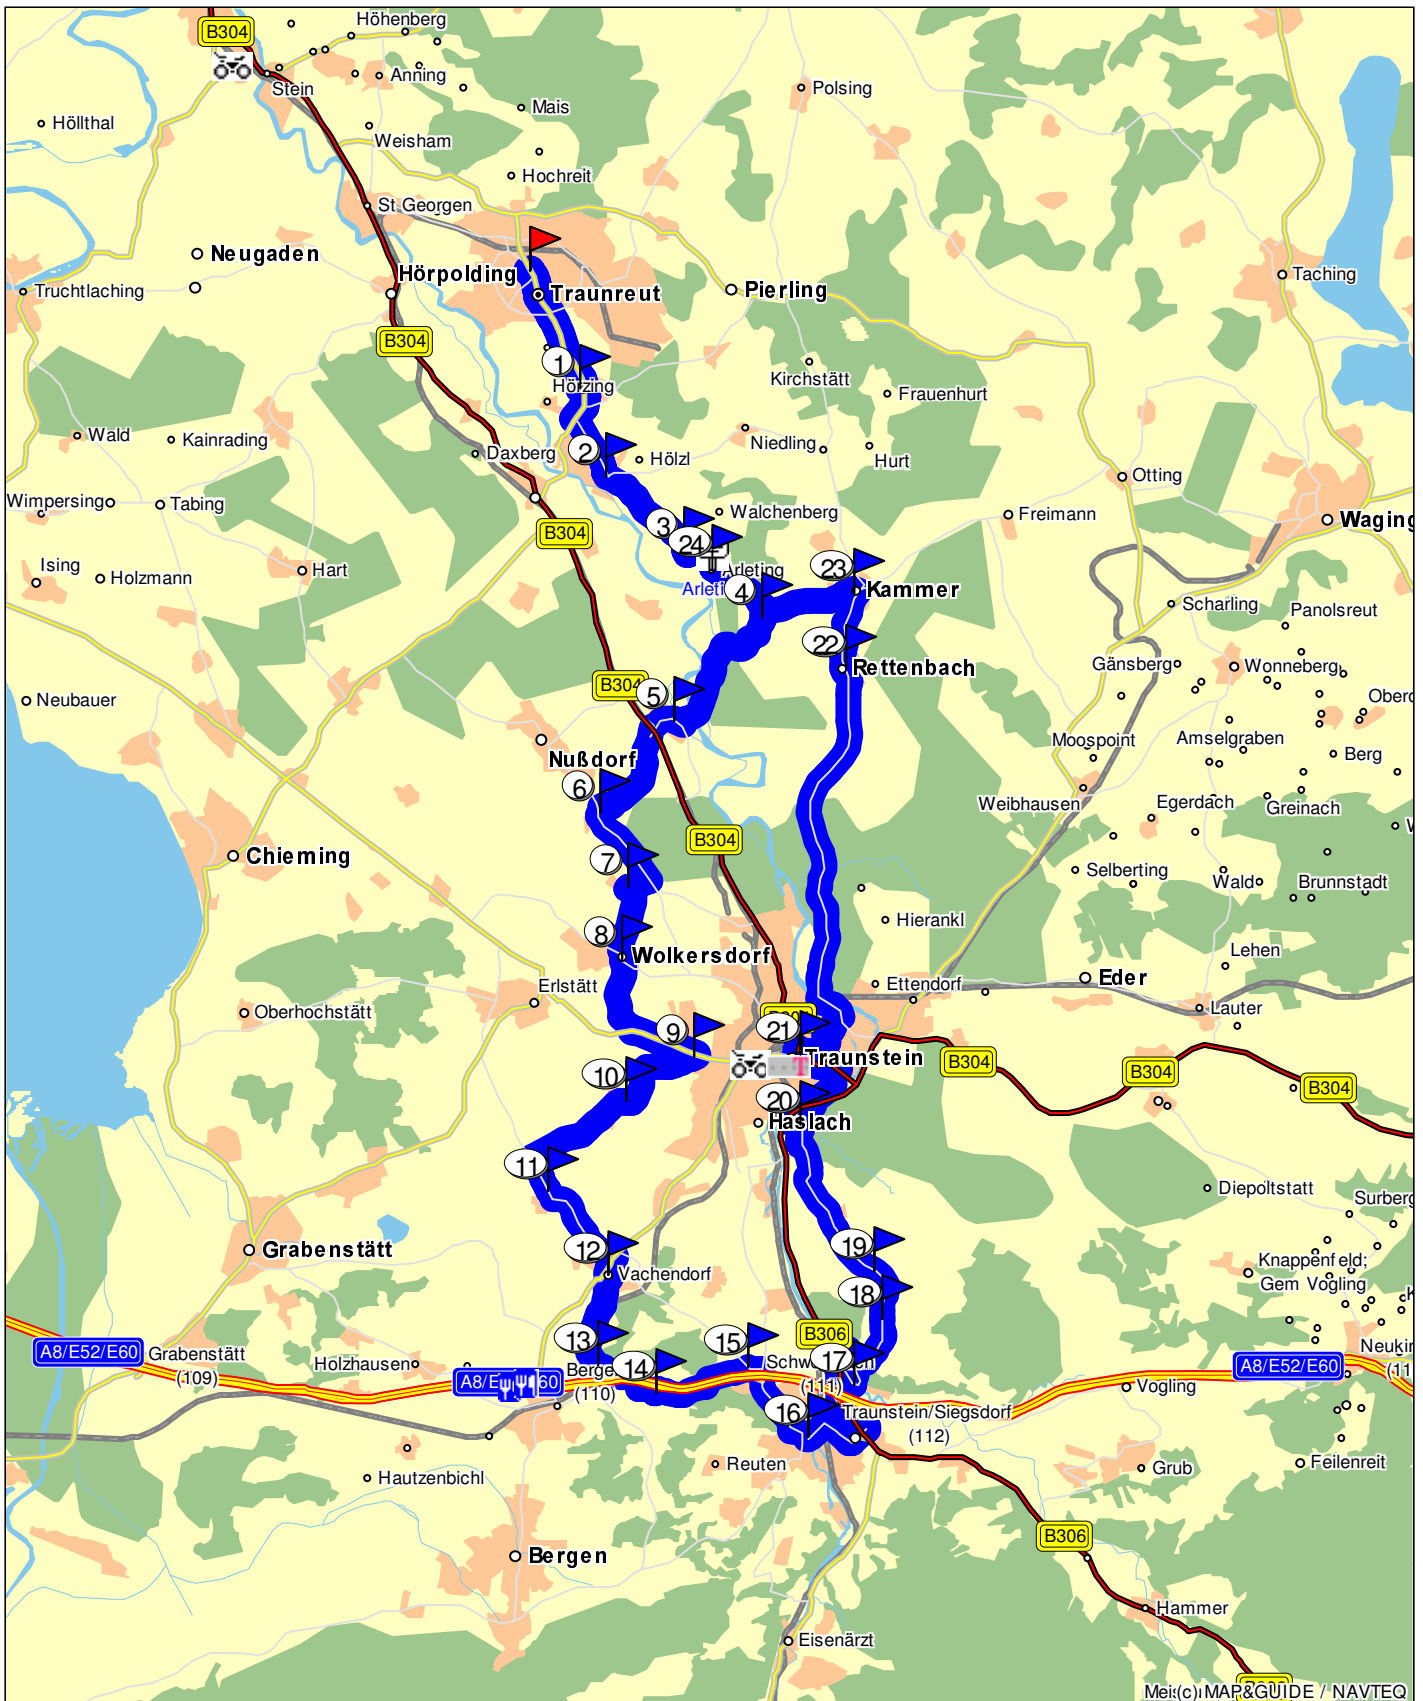 B304
Höhenberg
Stein
Anning
Polsing
Mais
Höllthal
Weisham
Hochreit
St Georgen
Neugaden
Hörpolding
Taching
Truchtlaching
Traunreut
Pierling
B304
1
Hörzing
Kirchstätt
Frauenhurt
Wald
Kainrading
2
Niedling
Daxberg
Hölzl
Hurt
Otting
Wimpersing
Tabing
3
Walchenberg
Freimann
Waging
B304
24
Ising
Holzmann
Hart
Arleting
23
4
Kammer
Scharling
Panolsreut
22
Rettenbach
Gänsberg
Wonneberg
B304
5
Neubauer
Moospoint
Amselgraben
Nußdorf
Berg
6
Weibhausen
Egerdach
Greinach
B304
Chieming
7
Selberting
Wald
Brunnstadt
8
Hierankl
Wolkersdorf
Lehen
Erlstätt
Ettendorf
Eder
Oberhochstätt
Lauter
9
21
Traunstein
10
B304
B304
B304
20
Haslach
11
Diepoltstatt
Grabenstätt
12
19
Vachendorf
Knappenfeld;
Gem Vogling
18
13
15
B306
A8/E52/E60
Grabenstätt
(109)
Holzhausen
14
17
A8/E52/E60
(110)
(111)
Vogling
16
Traunstein/Siegsdorf
(112)
Hautzenbichl
Reuten
Grub
Feilenreit
B306
Bergen
Hammer
Eisenärzt
(c) MAP&GUIDE / NAVTEQ